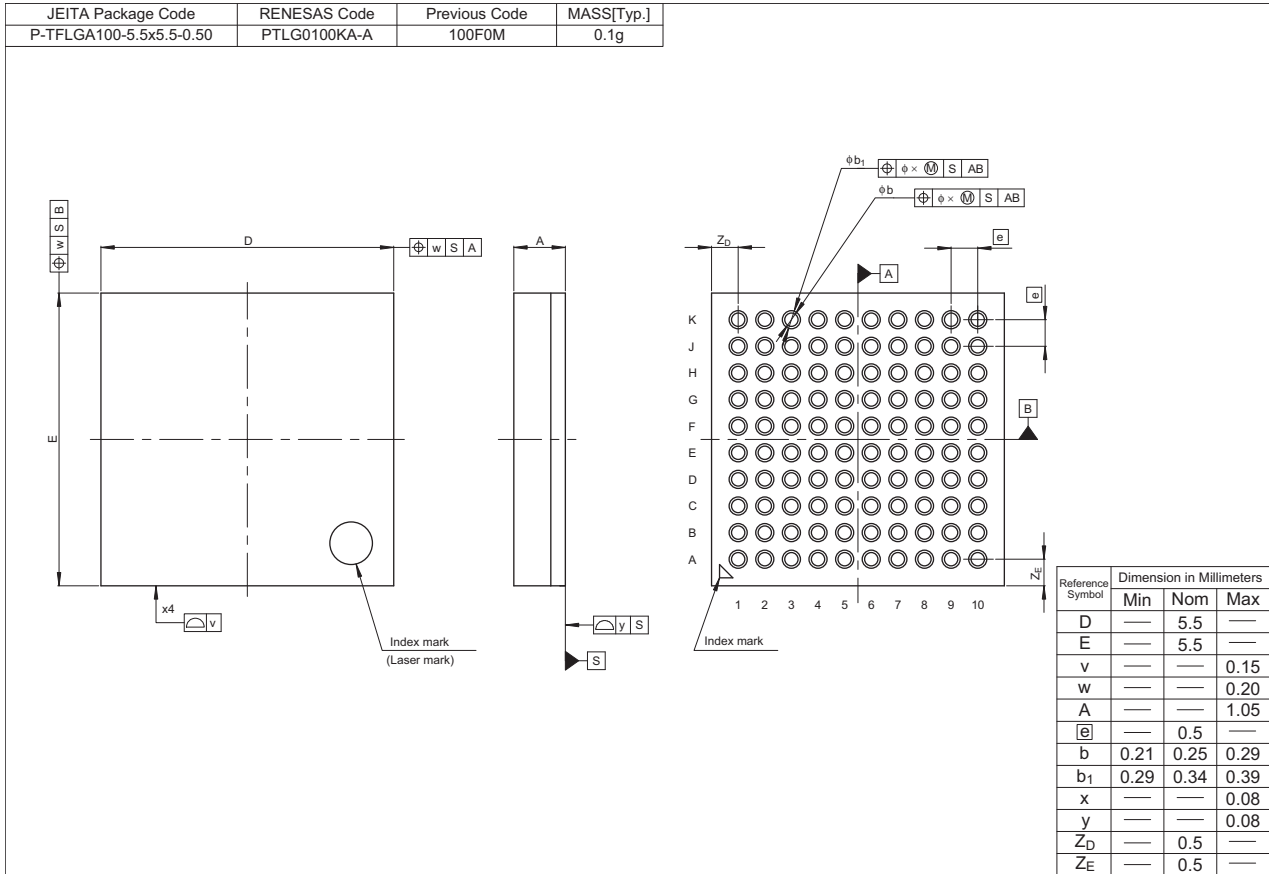 JEITA Package Code RENESAS Code Previous Code MASS[Typ.]
P-TFLGA100-5.5x5.5-0.50 PTLG0100KA-A 100F0M 0.1g
w S B
D
w S A
E
x4
v
Index mark
(Laser mark)
A
y S
S
φb1 φ × Ⓜ S AB
φb φ × Ⓜ S AB
ZD
e
A
e
B
K
J
H
G
F
E
D
C
B
A
ZE
1 2 3 4 5 6 7 8 9 10
Index mark
Reference Symbol Dimension in Millimeters
Min Nom Max
D — 5.5 —
E — 5.5 —
v — — 0.15
w — — 0.20
A — — 1.05
e — 0.5 —
b 0.21 0.25 0.29
b1 0.29 0.34 0.39
x — — 0.08
y — — 0.08
ZD — 0.5 —
ZE — 0.5 —